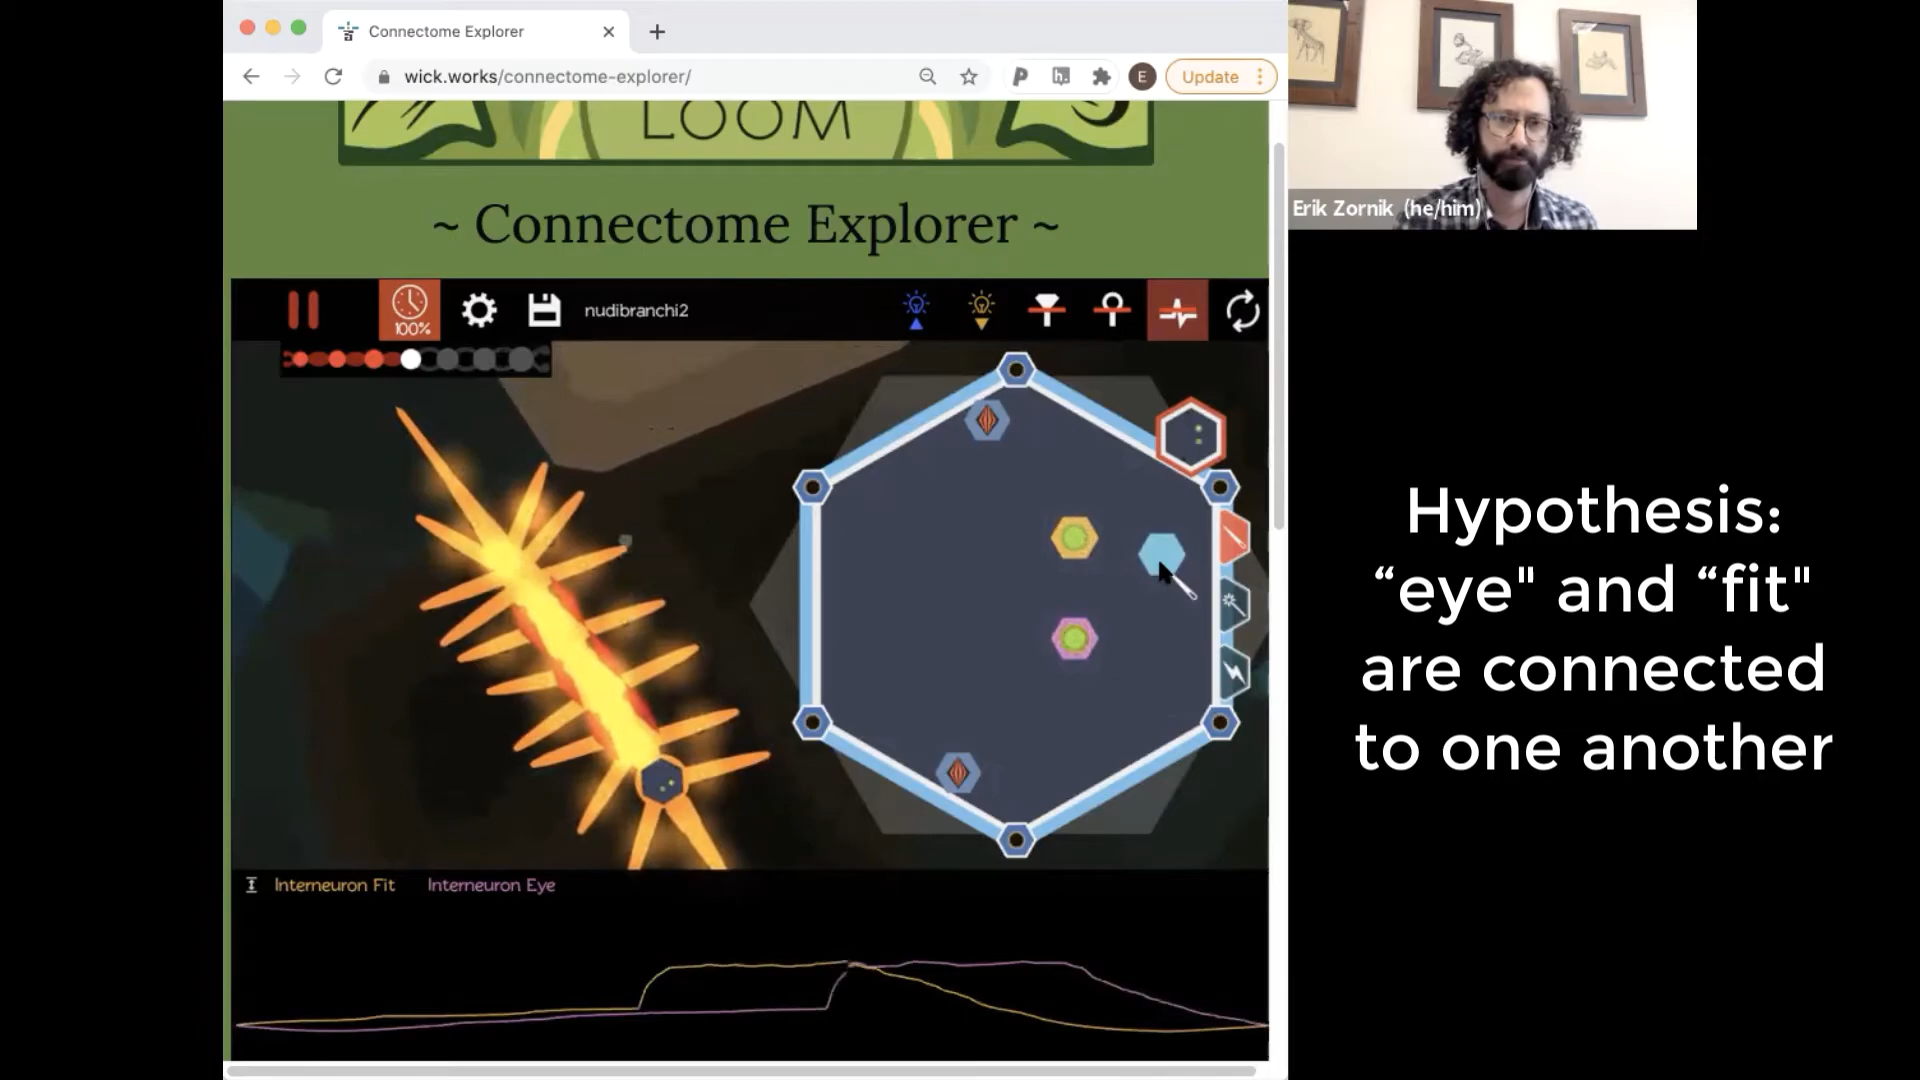 Connectome Explorer
wick.works/connectome-explorer/
E
Update
Erik Zornik (he/him)
LOOM
~ Connectome Explorer ~
100%
nudibranchi2
Hypothesis:
“eye" and “fit"
are connected
to one another
Interneuron Fit Interneuron Eye